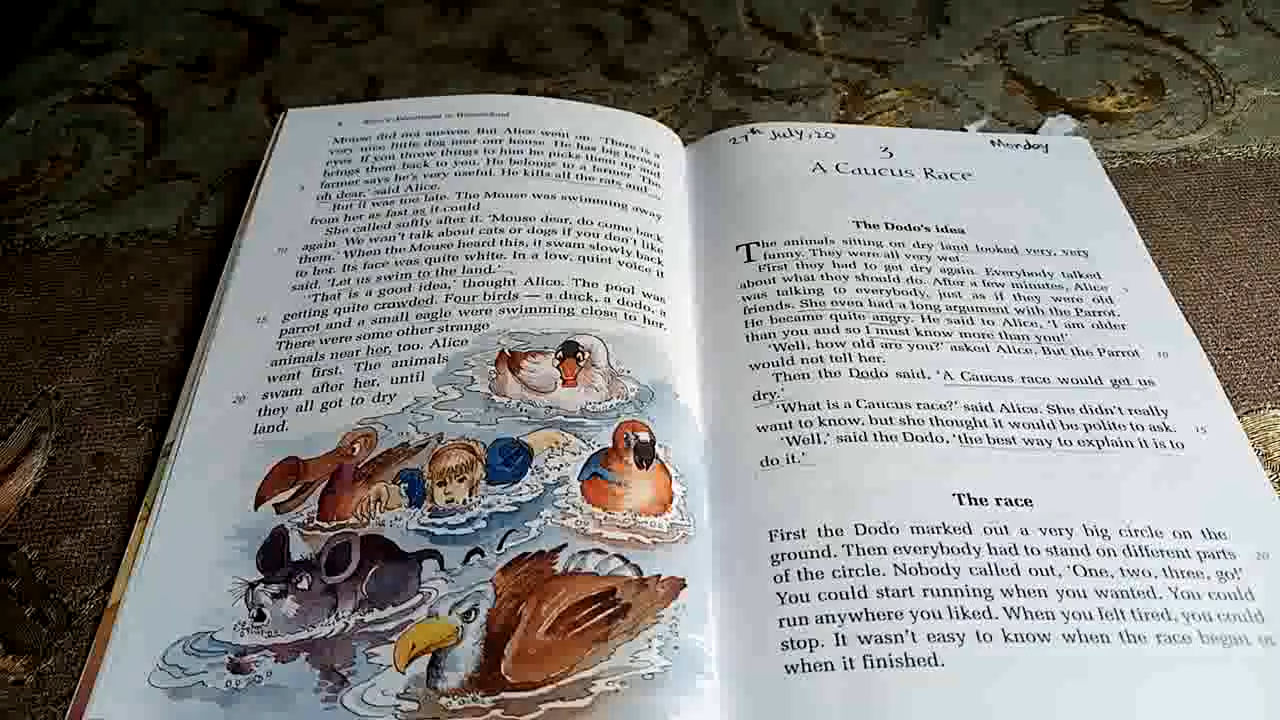 Alice's Adventures in Wonderland
Mouse did not answer. But Alice went on. 'There is a
nice little dog near our house. He has big brown
eyes. If you throw things to him he picks them up and
brings them back to you. He belongs to a farmer. The
5 farmer says he's very useful. He kills all the rats and –
oh dear,' said Alice.
But it was too late. The Mouse was swimming away
from her as fast as it could
She called softly after it. 'Mouse dear, do come back
10 again. We won't talk about cats or dogs if you don't like
them.' When the Mouse heard this, it swam slowly back
to her. Its face was quite white. In a low, quiet voice it
said, 'Let us swim to the land.'
'That is a good idea,' thought Alice. The pool was
getting quite crowded. Four birds — a duck, a dodo, a
15 parrot and a small eagle were swimming close to her.
There were some other strange
animals near her, too. Alice
went first. The animals
swam after her, until
20 they all got to dry
land.
27th July, 20 Monday
3
A Caucus Race
The Dodo's idea
The animals sitting on dry land looked very, very
funny. They were all very wet
First they had to get dry again. Everybody talked
about what they should do. After a few minutes, Alice
was talking to everybody, just as if they were old 5
friends. She even had a long argument with the Parrot.
He became quite angry. He said to Alice, 'I am older
than you and so I must know more than you!'
'Well, how old are you?' asked Alice. But the Parrot
would not tell her. 10
Then the Dodo said, 'A Caucus race would get us
dry.'
'What is a Caucus race?' said Alice. She didn't really
want to know, but she thought it would be polite to ask.
'Well,' said the Dodo, 'the best way to explain it is to 15
do it.'
The race
First the Dodo marked out a very big circle on the
ground. Then everybody had to stand on different parts
of the circle. Nobody called out, 'One, two, three, go!' 20
You could start running when you wanted. You could
run anywhere you liked. When you felt tired, you could
stop. It wasn't easy to know when the race began or
when it finished.